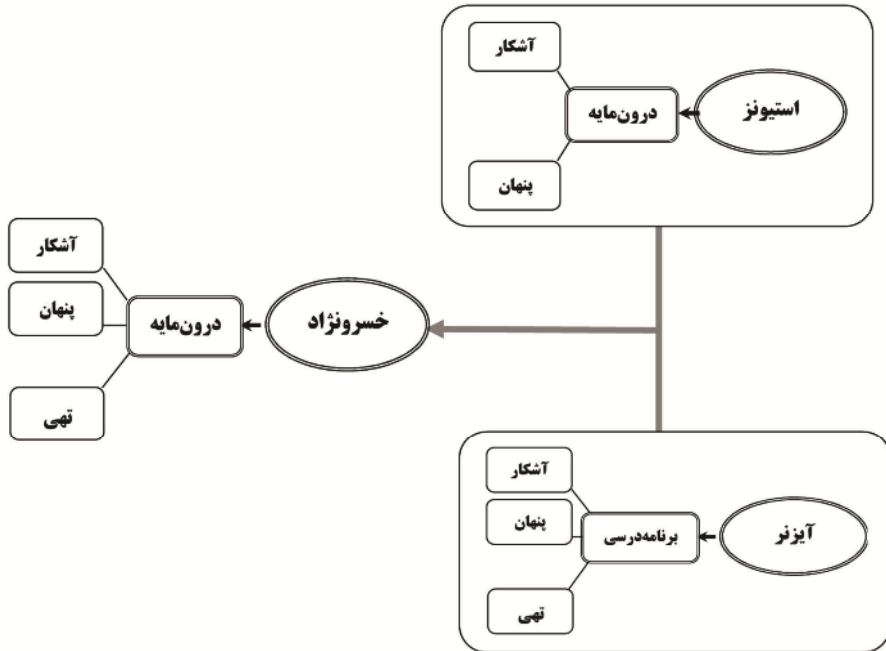 آشکار
استیونز
درون‌مایه
پنهان
آشکار
پنهان
خسرونژاد
درون‌مایه
تهی
آشکار
پنهان
آیزنر
برنامه‌درسی
تهی